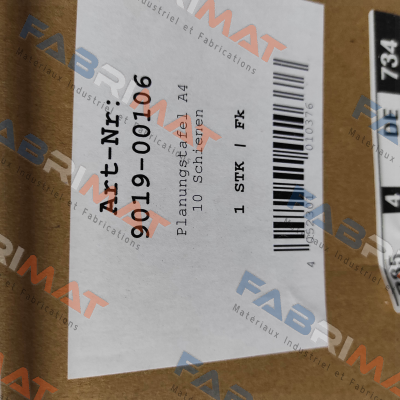 Art-Nr:
9019-00106
Planungstafel A4
10 Schienen
1 STK | Fk
010376
DE 734
4
FABRIMAT
Matériaux Industriel et Fabrications